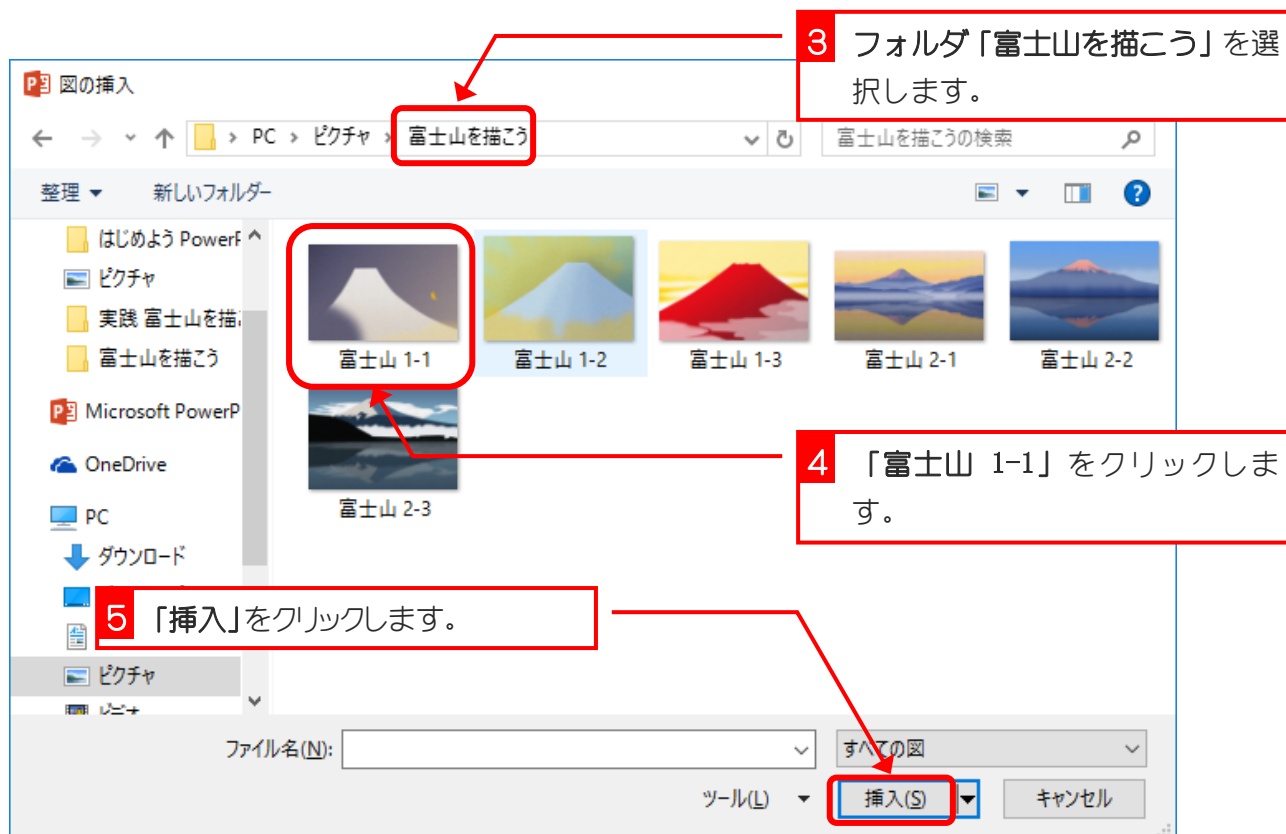 3 フォルダ「富士山を描こう」を選
択します。
図の挿入
PC > ピクチャ > 富士山を描こう
富士山を描こうの検索
整理 新しいフォルダー
はじめよう PowerP
ピクチャ
実践 富士山を描
富士山を描こう
Microsoft PowerP
OneDrive
PC
ダウンロード
ピクチャ
ビデオ
富士山 1-1
富士山 1-2
富士山 1-3
富士山 2-1
富士山 2-2
富士山 2-3
4 「富士山 1-1」をクリックしま
す。
5 「挿入」をクリックします。
ファイル名(N):
すべての図
ツール(L)
挿入(S)
キャンセル